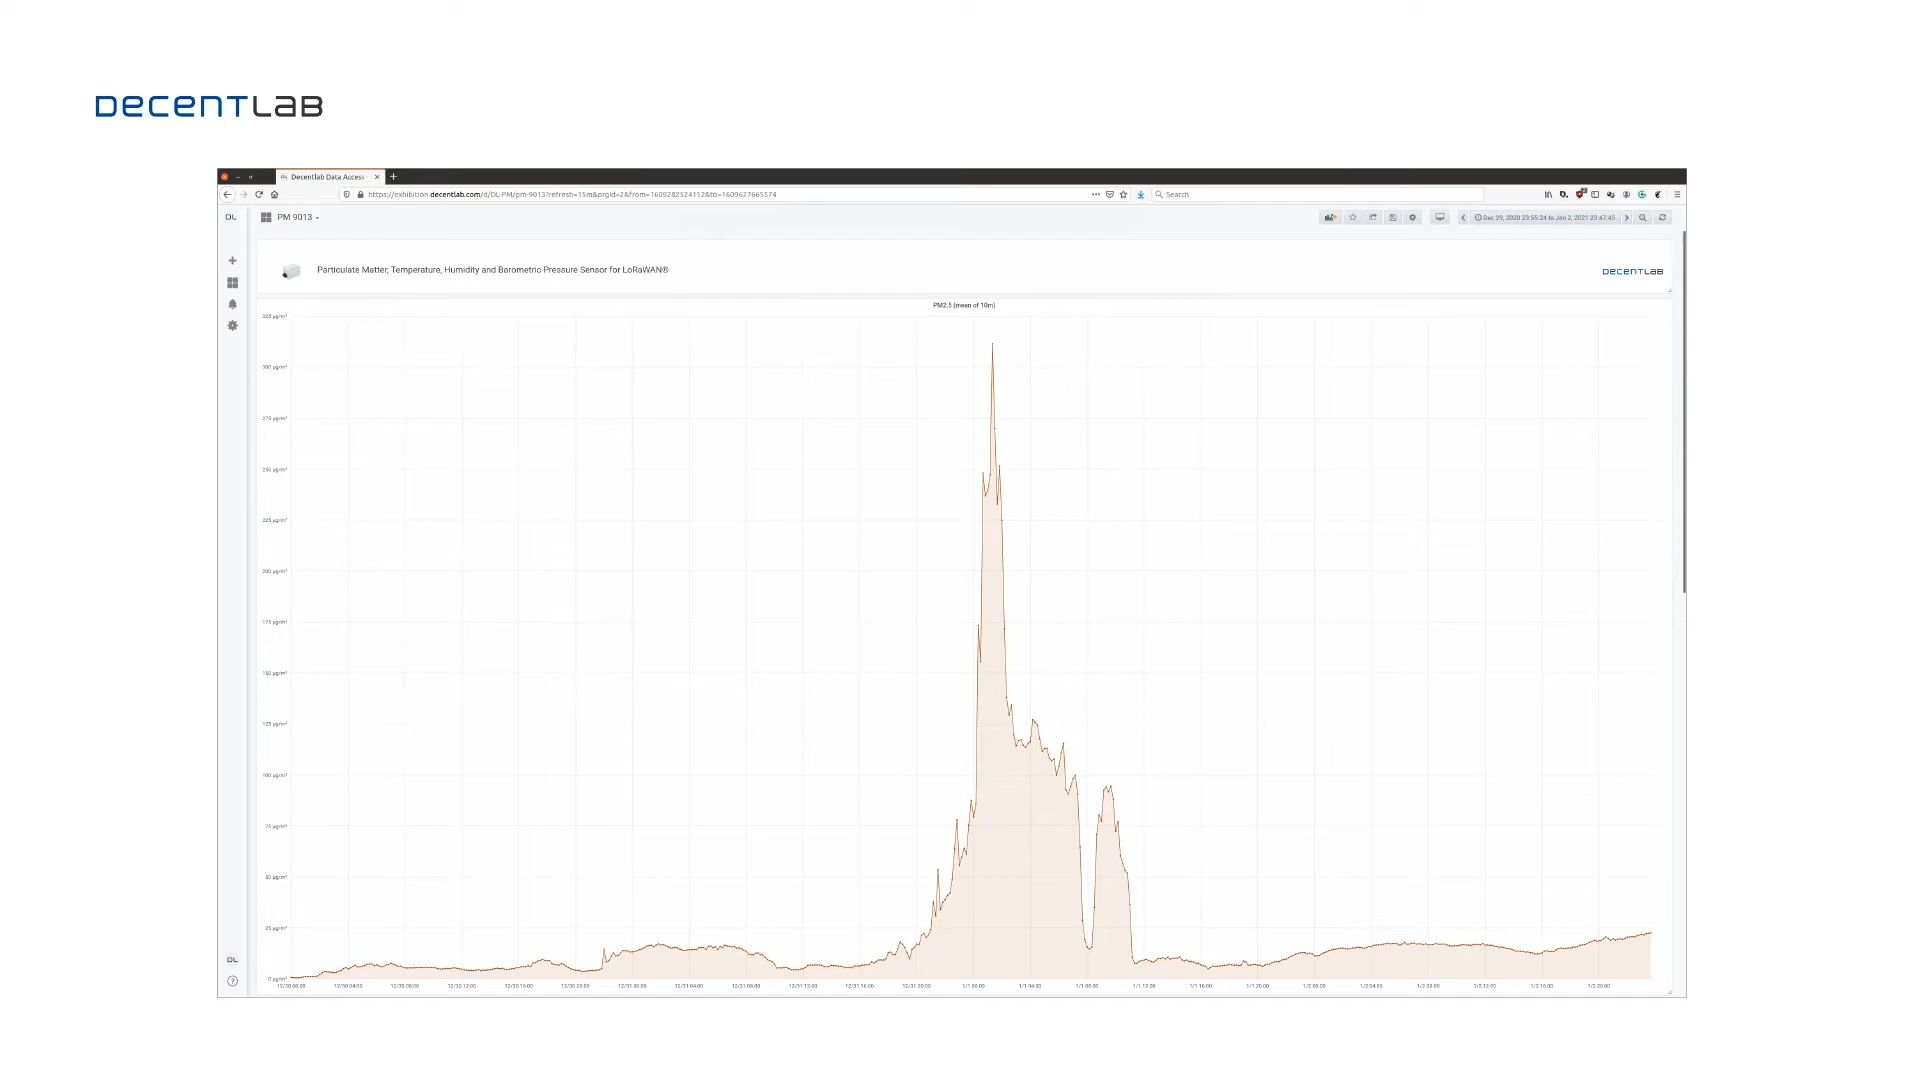 DECENTLAB
Decentlab Data Access
https://exhibition.decentlab.com/d/DL-PM/pm-9013?refresh=15m&orgId=2&from=1609282524112&to=1609627665574
Search
DL
PM 9013
Dec 29, 2020 23:55:24 to Jan 2, 2021 23:47:45
Particulate Matter, Temperature, Humidity and Barometric Pressure Sensor for LoRaWAN®
DECENTLAB
PM2.5 (mean of 10m)
325 µg/m³
300 µg/m³
275 µg/m³
250 µg/m³
225 µg/m³
200 µg/m³
175 µg/m³
150 µg/m³
125 µg/m³
100 µg/m³
75 µg/m³
50 µg/m³
25 µg/m³
0 µg/m³
DL
12/30 00:00 12/30 04:00 12/30 08:00 12/30 12:00 12/30 16:00 12/30 20:00 12/31 00:00 12/31 04:00 12/31 08:00 12/31 12:00 12/31 16:00 12/31 20:00 1/1 00:00 1/1 04:00 1/1 08:00 1/1 12:00 1/1 16:00 1/1 20:00 1/2 00:00 1/2 04:00 1/2 08:00 1/2 12:00 1/2 16:00 1/2 20:00